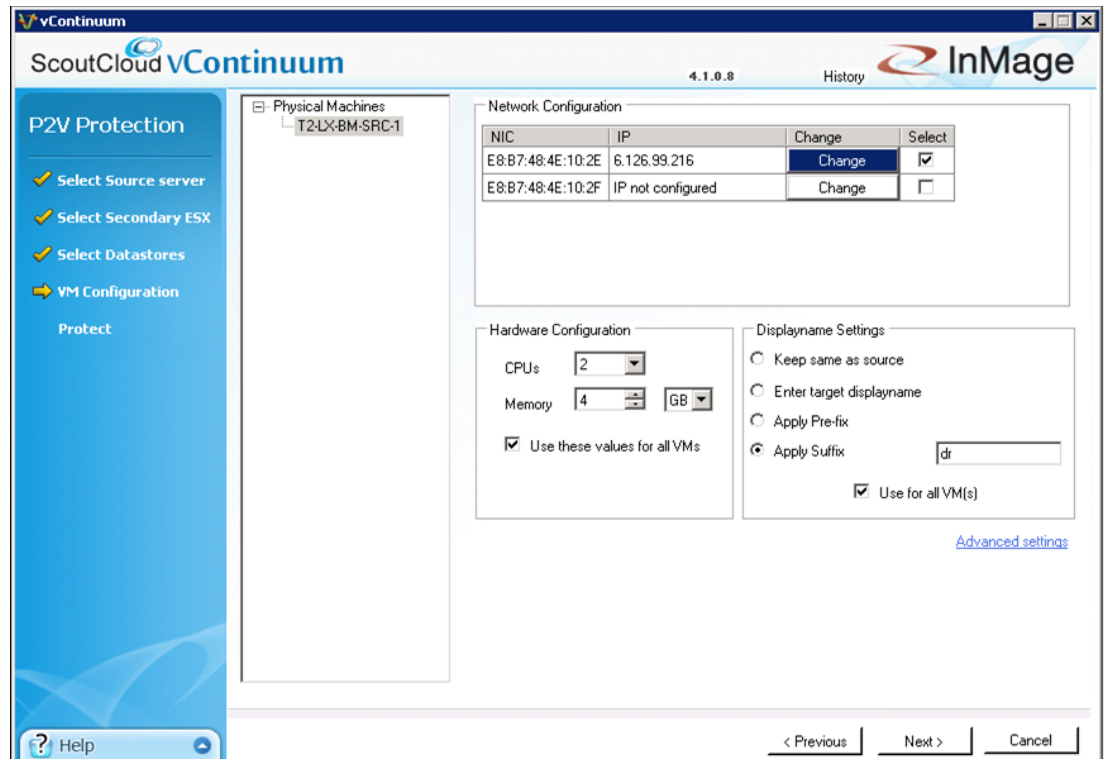 vContinuum
ScoutCloud vContinuum
4.1.0.8
History
InMage
P2V Protection
Select Source server
Select Secondary ESX
Select Datastores
VM Configuration
Protect
Help
Physical Machines
T2-LX-BM-SRC-1
Network Configuration
NIC IP Change Select
E8:B7:48:4E:10:2E 6.126.99.216 Change
E8:B7:48:4E:10:2F IP not configured Change
Hardware Configuration
CPUs 2
Memory 4 GB
Use these values for all VMs
Displayname Settings
Keep same as source
Enter target displayname
Apply Pre-fix
Apply Suffix dr
Use for all VM(s)
Advanced settings
< Previous Next > Cancel